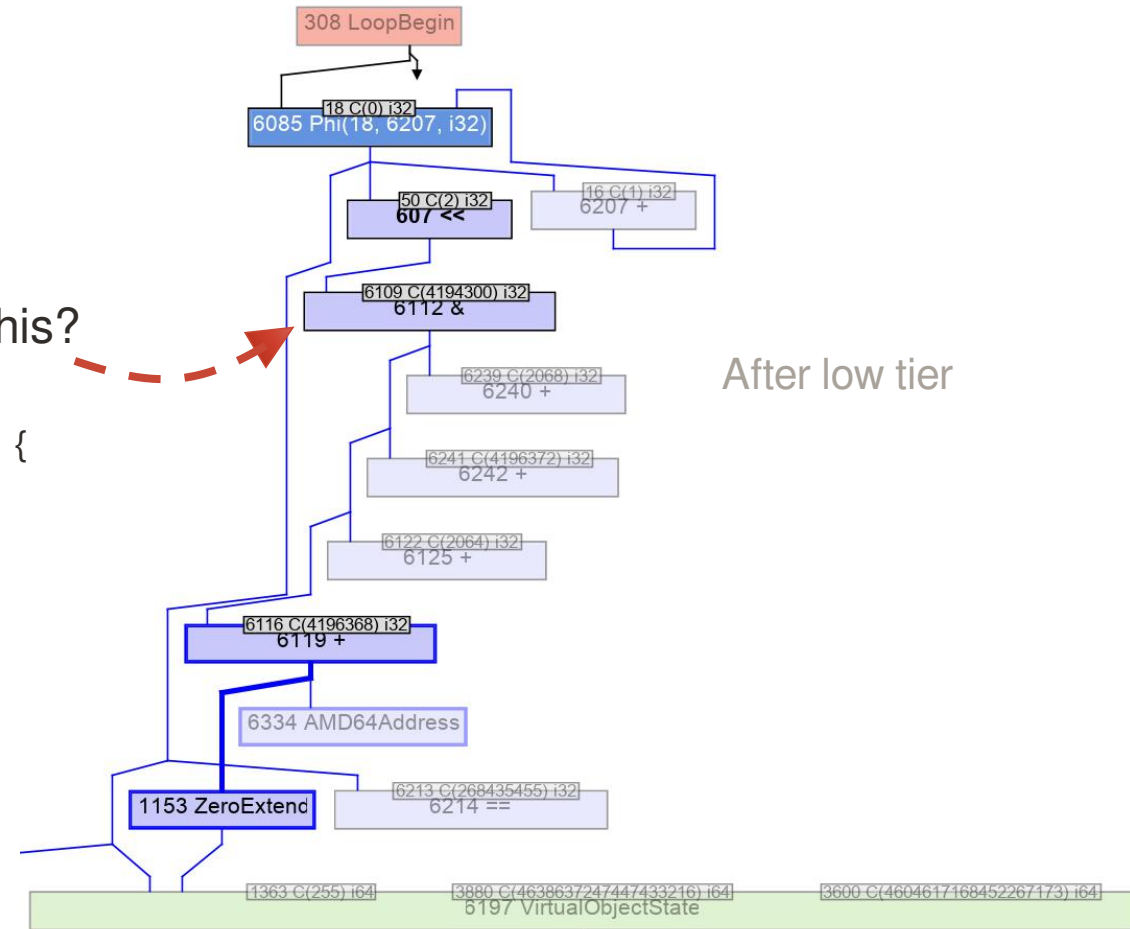 308 LoopBegin
18 C(0) i32
6085 Phi(18, 6207, i32)
50 C(2) i32
607 <<
16 C(1) i32
6207 +
6109 C(4194300) i32
6112 &
his?
After low tier
6239 C(2068) i32
6240 +
{
6241 C(4196372) i32
6242 +
6122 C(2064) i32
6125 +
6116 C(4196368) i32
6119 +
6334 AMD64Address
6213 C(268435455) i32
6214 ==
1153 ZeroExtend
1363 C(255) i64
3880 C(4638637247447433216) i64
3600 C(4604617168452267173) i64
6197 VirtualObjectState